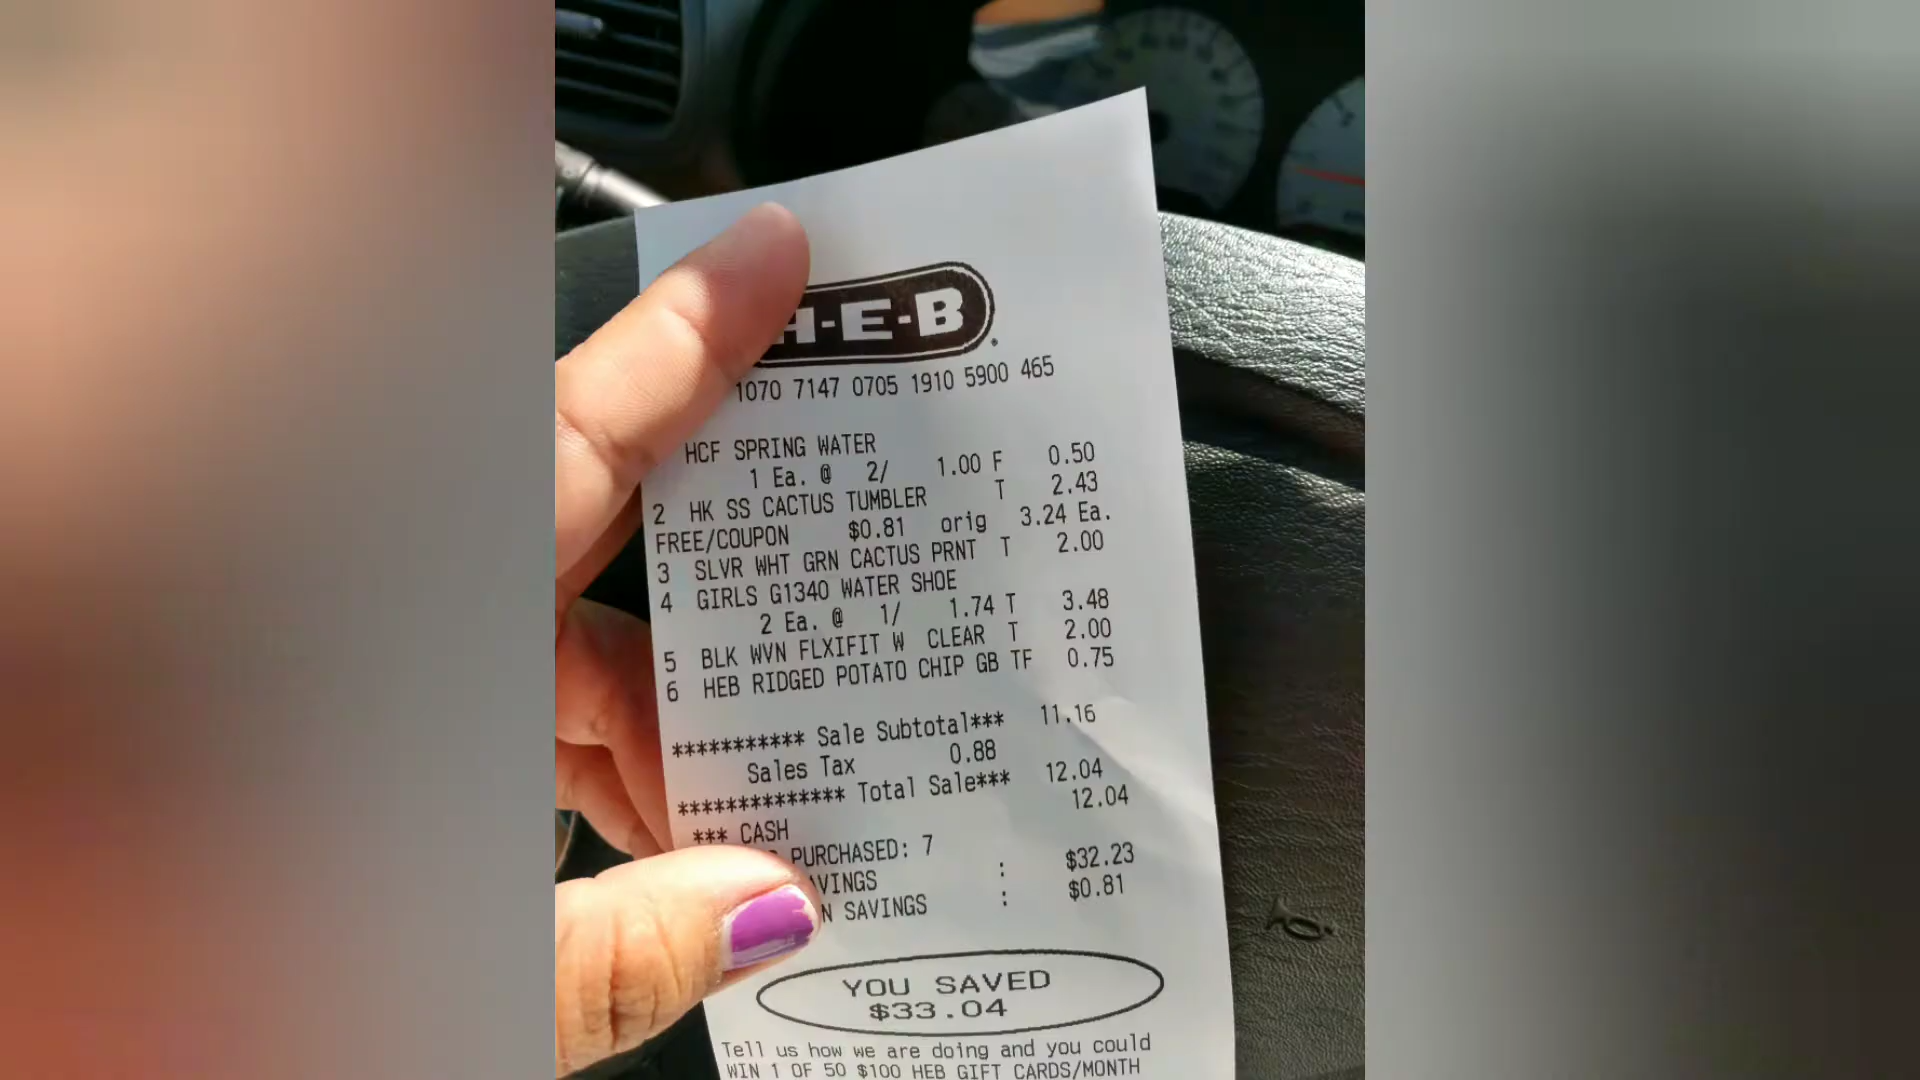 H-E-B
1070 7147 0705 1910 5900 465
HCF SPRING WATER
1 Ea. @ 2/ 1.00 F 0.50
2 HK SS CACTUS TUMBLER T 2.43
FREE/COUPON $0.81 orig 3.24 Ea.
3 SLVR WHT GRN CACTUS PRNT T 2.00
4 GIRLS G1340 WATER SHOE
2 Ea. @ 1/ 1.74 T 3.48
5 BLK WVN FLXIFIT W CLEAR T 2.00
6 HEB RIDGED POTATO CHIP GB TF 0.75
*********** Sale Subtotal*** 11.16
Sales Tax 0.88
************** Total Sale*** 12.04
*** CASH 12.04
PURCHASED: 7
: $32.23
SAVINGS : $0.81
YOU SAVED
$33.04
Tell us how we are doing and you could
WIN 1 OF 50 $100 HEB GIFT CARDS/MONTH